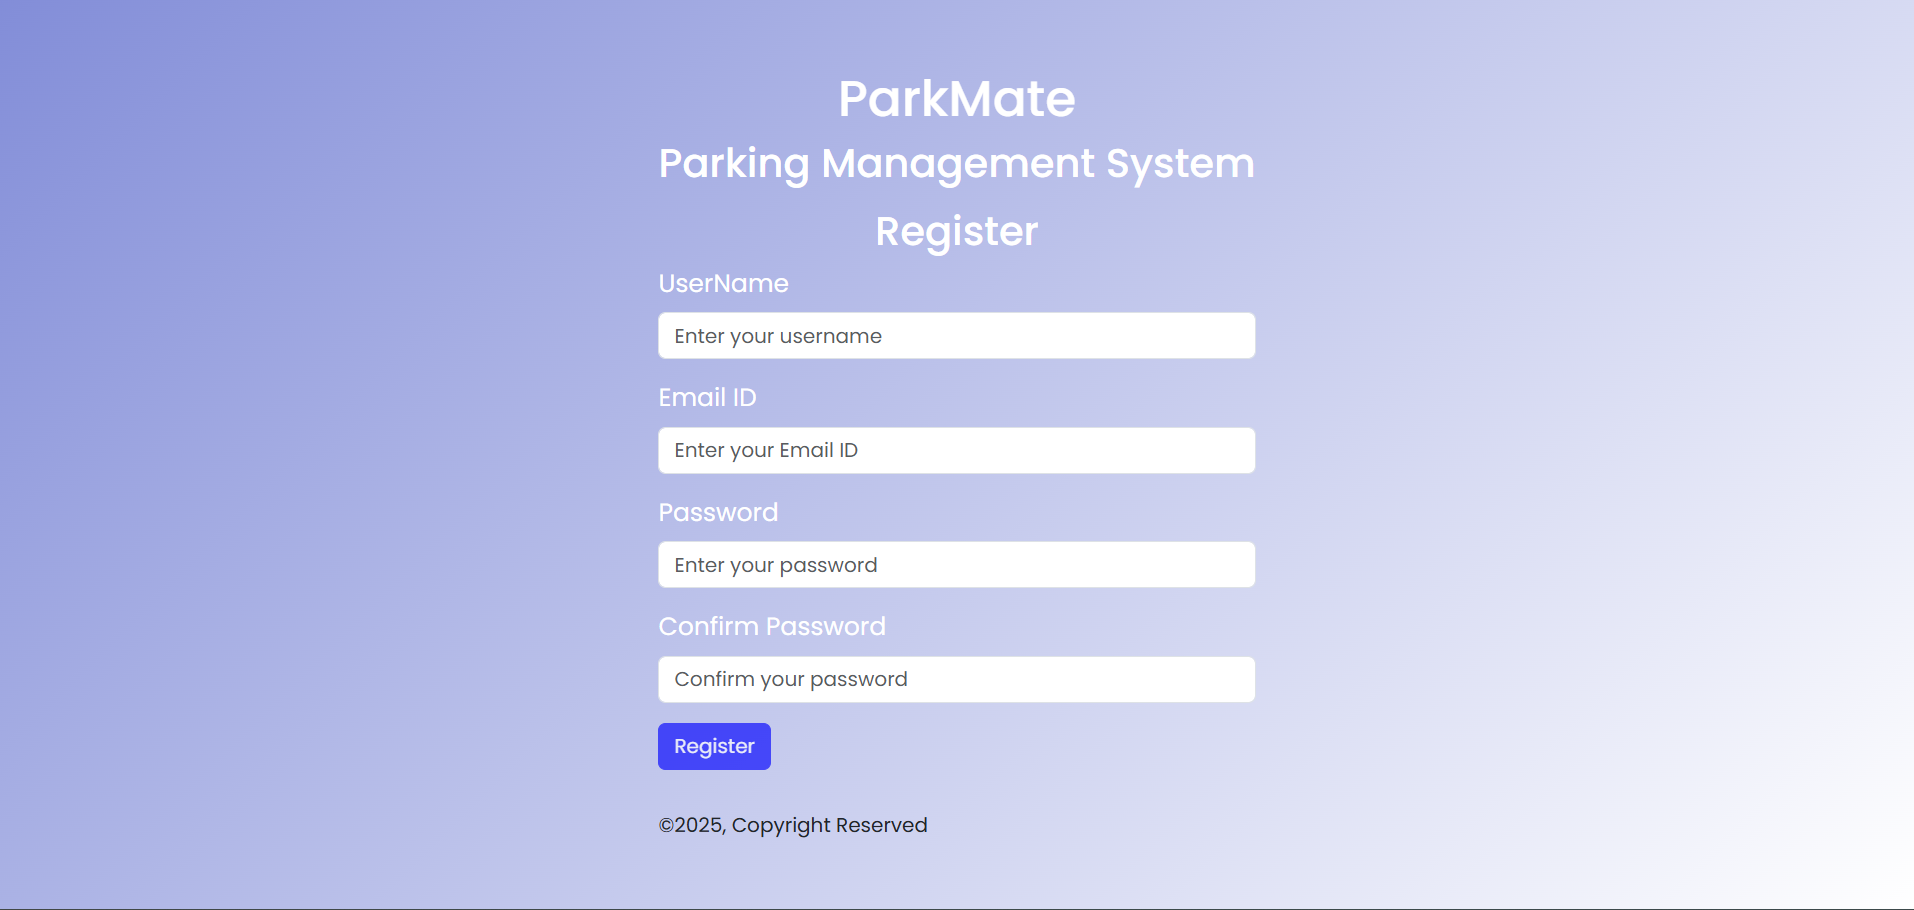 ParkMate
Parking Management System
Register
UserName
Enter your username
Email ID
Enter your Email ID
Password
Enter your password
Confirm Password
Confirm your password
Register
©2025, Copyright Reserved